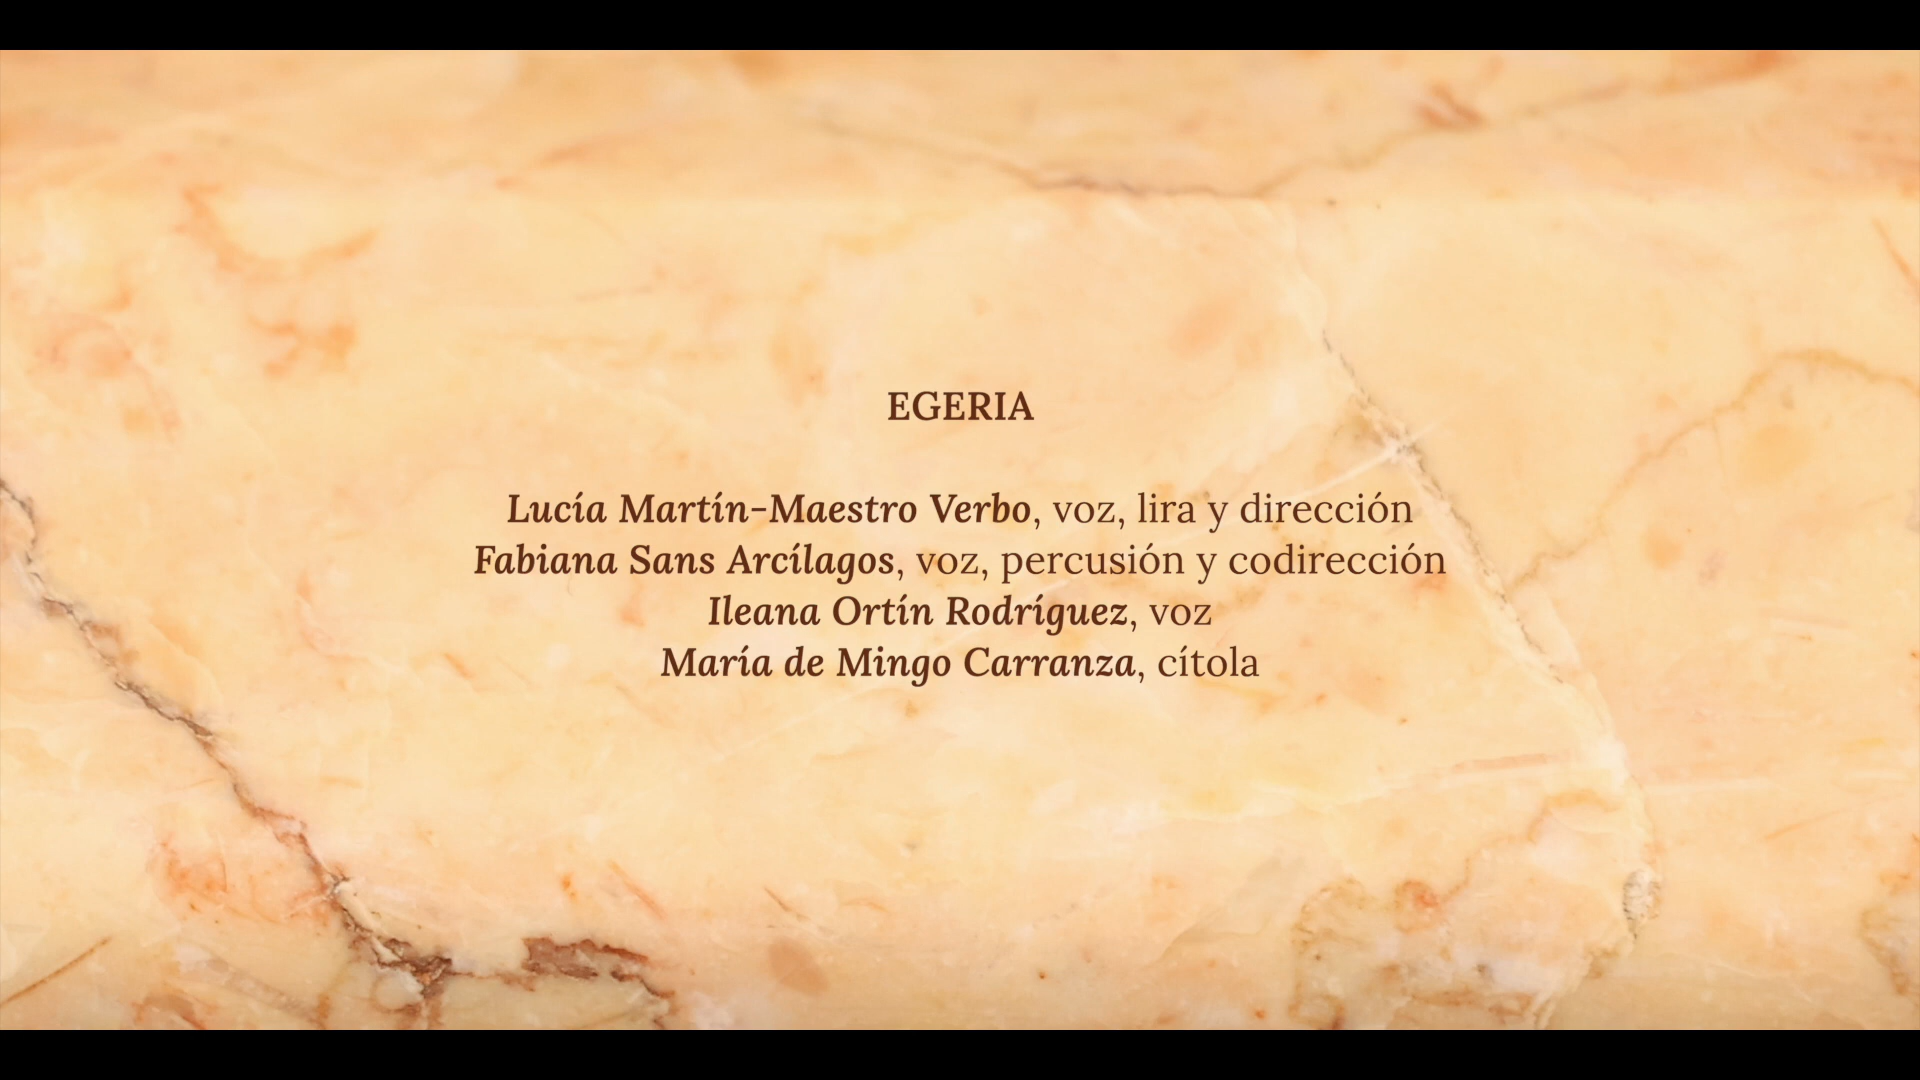 EGERIA
Lucía Martín-Maestro Verbo, voz, lira y dirección
Fabiana Sans Arcílagos, voz, percusión y codirección
Ileana Ortín Rodríguez, voz
María de Mingo Carranza, cítola